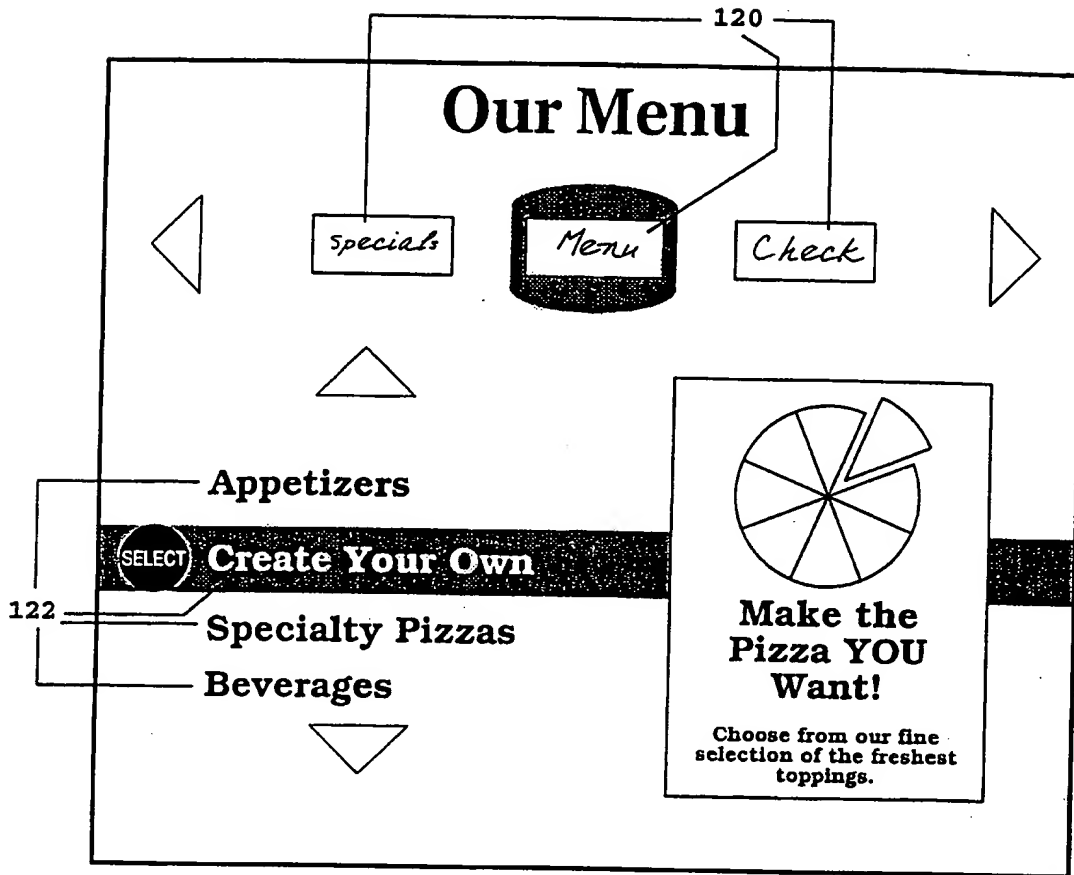 120
Our Menu
Specials
Menu
Check
Appetizers
SELECT Create Your Own
122
Specialty Pizzas
Beverages
Make the
Pizza YOU
Want!
Choose from our fine
selection of the freshest
toppings.